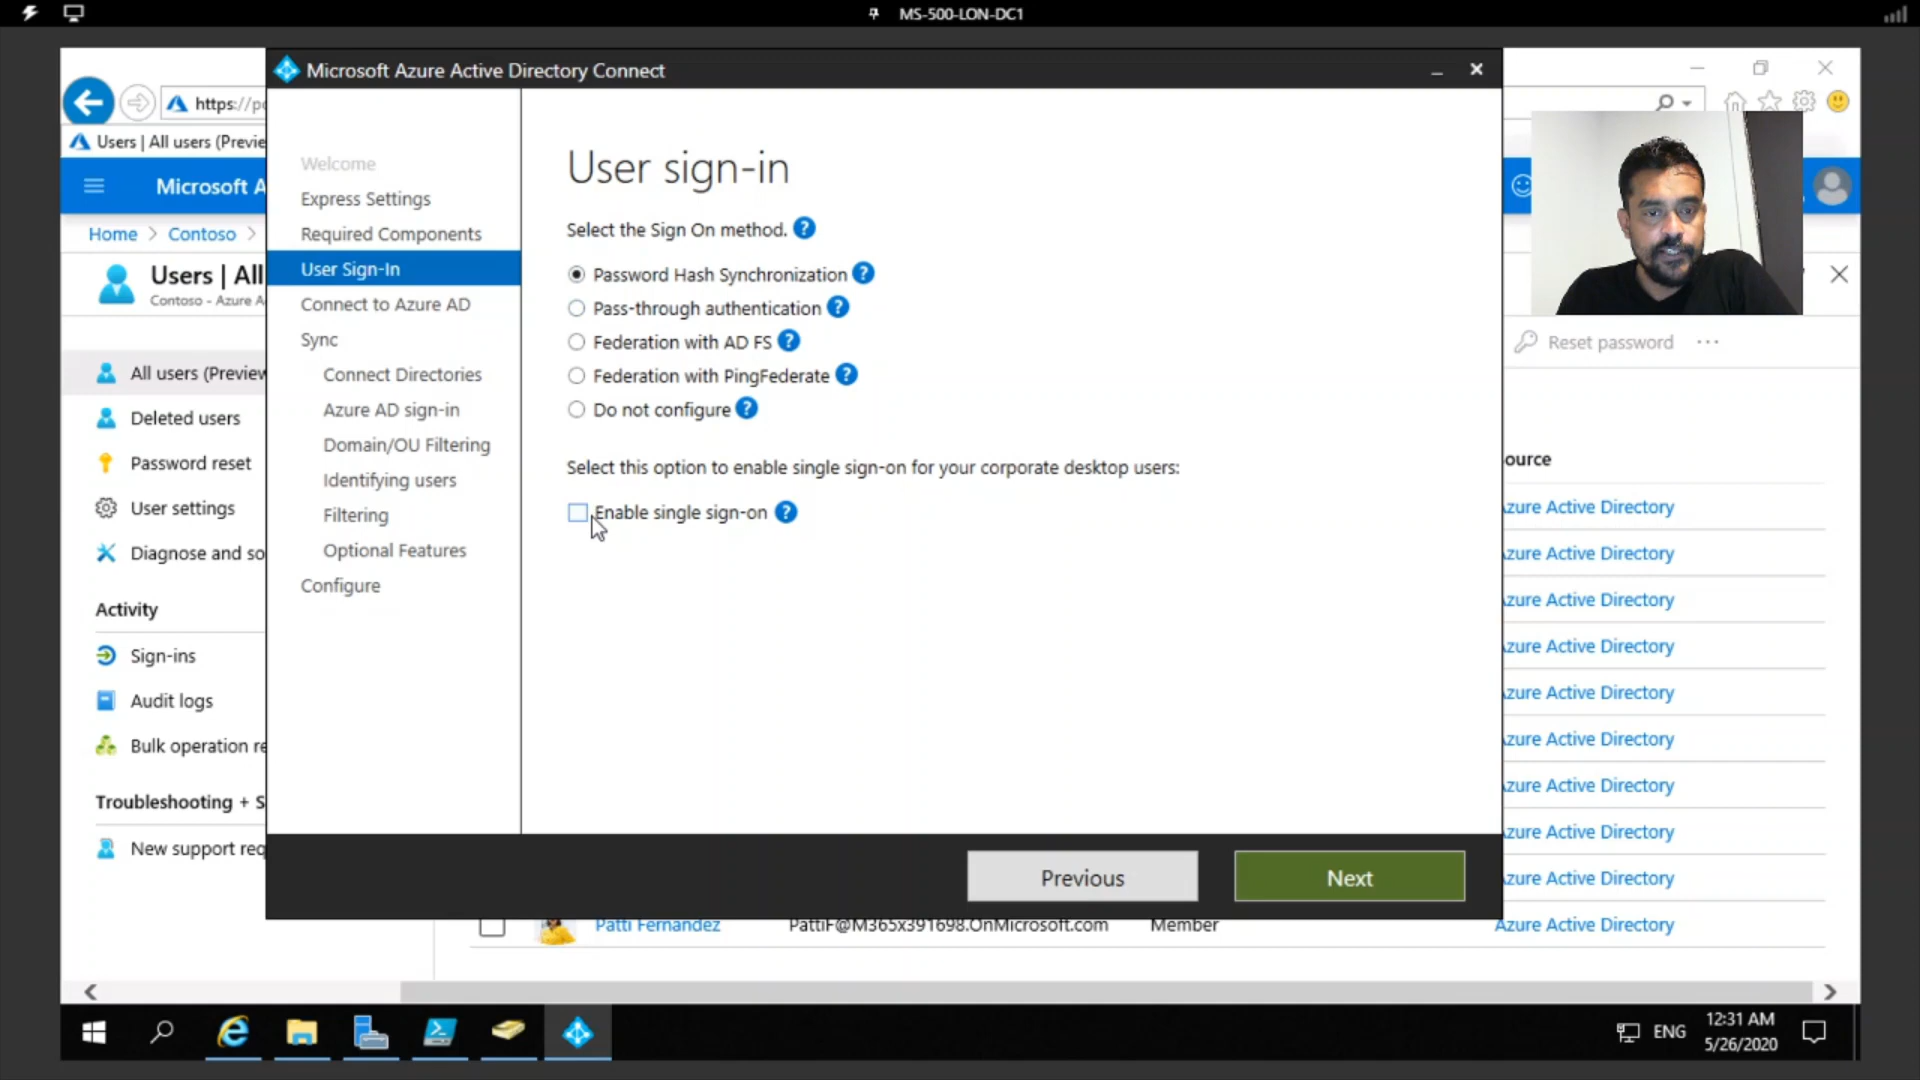 MS-500-LON-DC1
Microsoft Azure Active Directory Connect
https://po
Users | All users (Previe
Microsoft A
Home > Contoso >
Users | All
Contoso - Azure A
All users (Preview
Deleted users
Password reset
User settings
Diagnose and so
Activity
Sign-ins
Audit logs
Bulk operation re
Troubleshooting + S
New support req
Welcome
Express Settings
Required Components
User Sign-In
Connect to Azure AD
Sync
Connect Directories
Azure AD sign-in
Domain/OU Filtering
Identifying users
Filtering
Optional Features
Configure
User sign-in
Select the Sign On method. ?
Password Hash Synchronization ?
Pass-through authentication ?
Federation with AD FS ?
Federation with PingFederate ?
Do not configure ?
Select this option to enable single sign-on for your corporate desktop users:
Enable single sign-on ?
Previous
Next
Reset password ...
ource
zure Active Directory
zure Active Directory
zure Active Directory
zure Active Directory
zure Active Directory
zure Active Directory
zure Active Directory
zure Active Directory
zure Active Directory
Patti Fernandez PattiF@M365x391698.OnMicrosoft.com Member Azure Active Directory
ENG
12:31 AM
5/26/2020